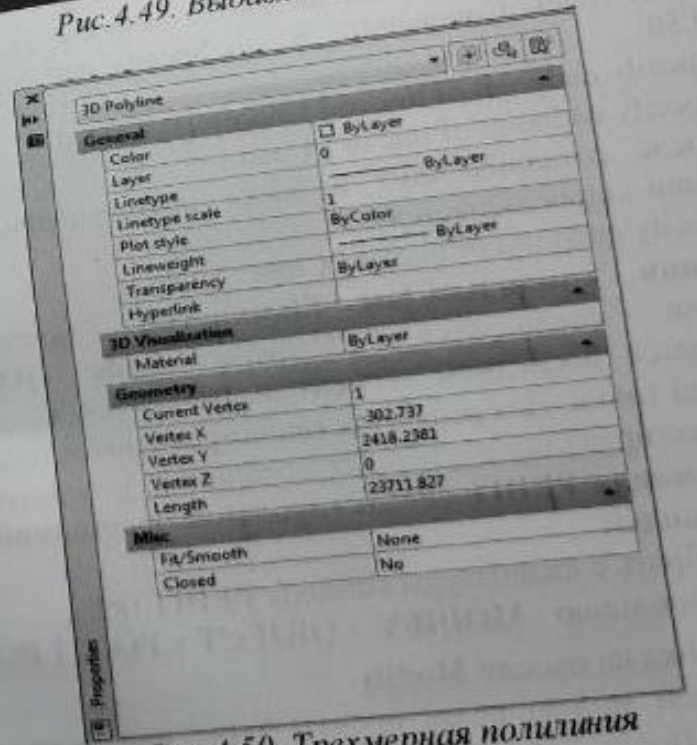 Рис.4.49.
3D Polyline
General
Color ByLayer
Layer 0
Linetype ByLayer
Linetype scale 1
Plot style ByColor
Lineweight ByLayer
Transparency ByLayer
Hyperlink
3D Visualization
Material ByLayer
Geometry
Current Vertex 1
Vertex X -302.737
Vertex Y 2418.2381
Vertex Z 0
Length 23711.827
Misc
Fit/Smooth None
Closed No
Properties
4.50. Трехмерная полилиния